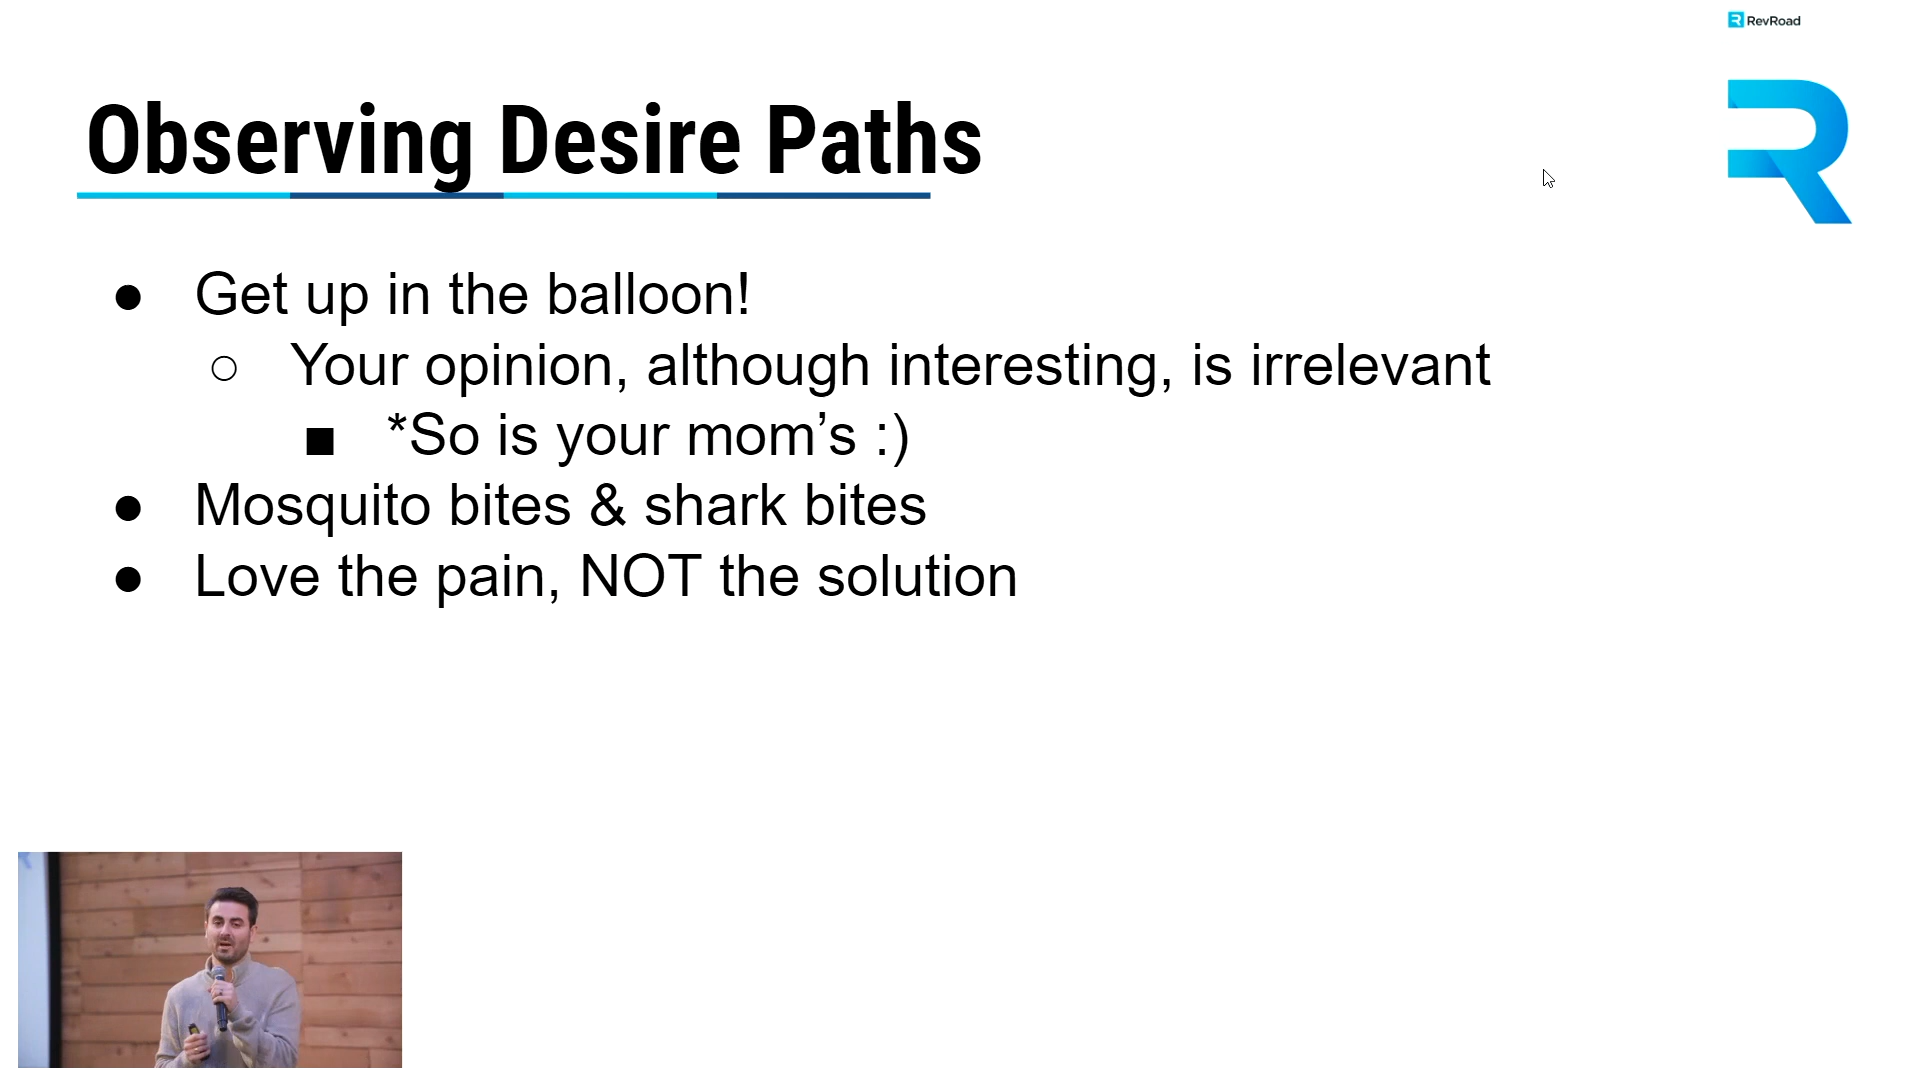 RevRoad
Observing Desire Paths
● Get up in the balloon!
○ Your opinion, although interesting, is irrelevant
■ *So is your mom’s :)
● Mosquito bites & shark bites
● Love the pain, NOT the solution